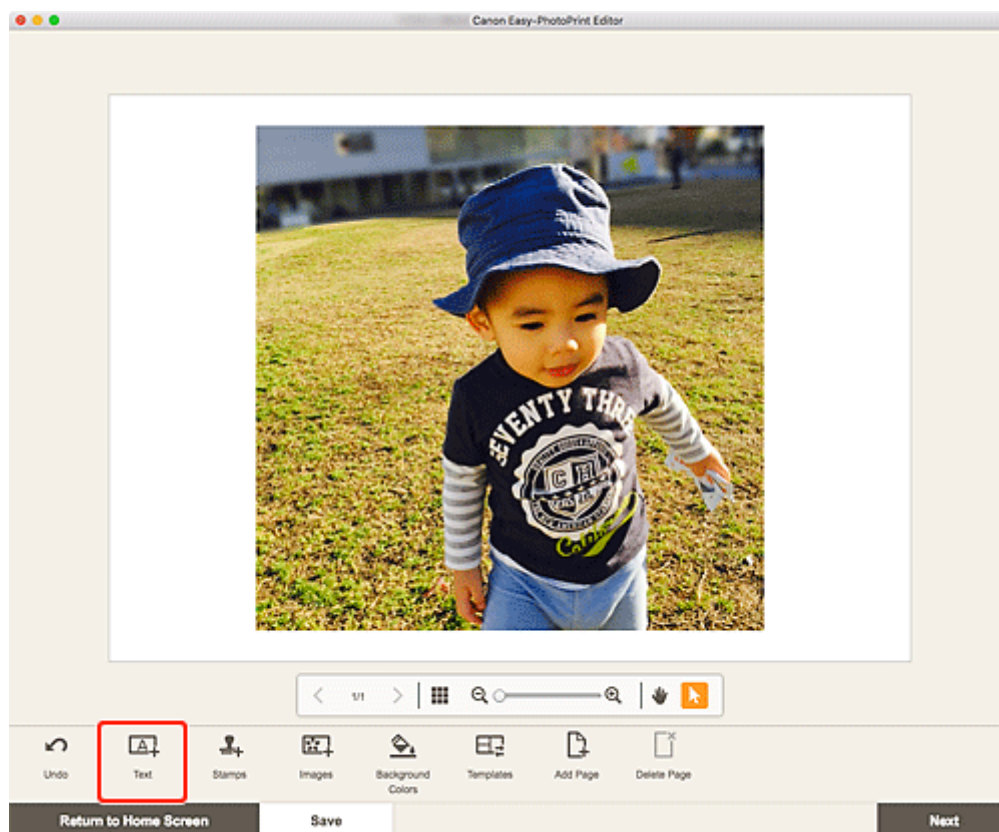 Canon Easy-PhotoPrint Editor
SEVENTY THRE
C H
1/1
Undo
Text
Stamps
Images
Background
Colors
Templates
Add Page
Delete Page
Return to Home Screen
Save
Next